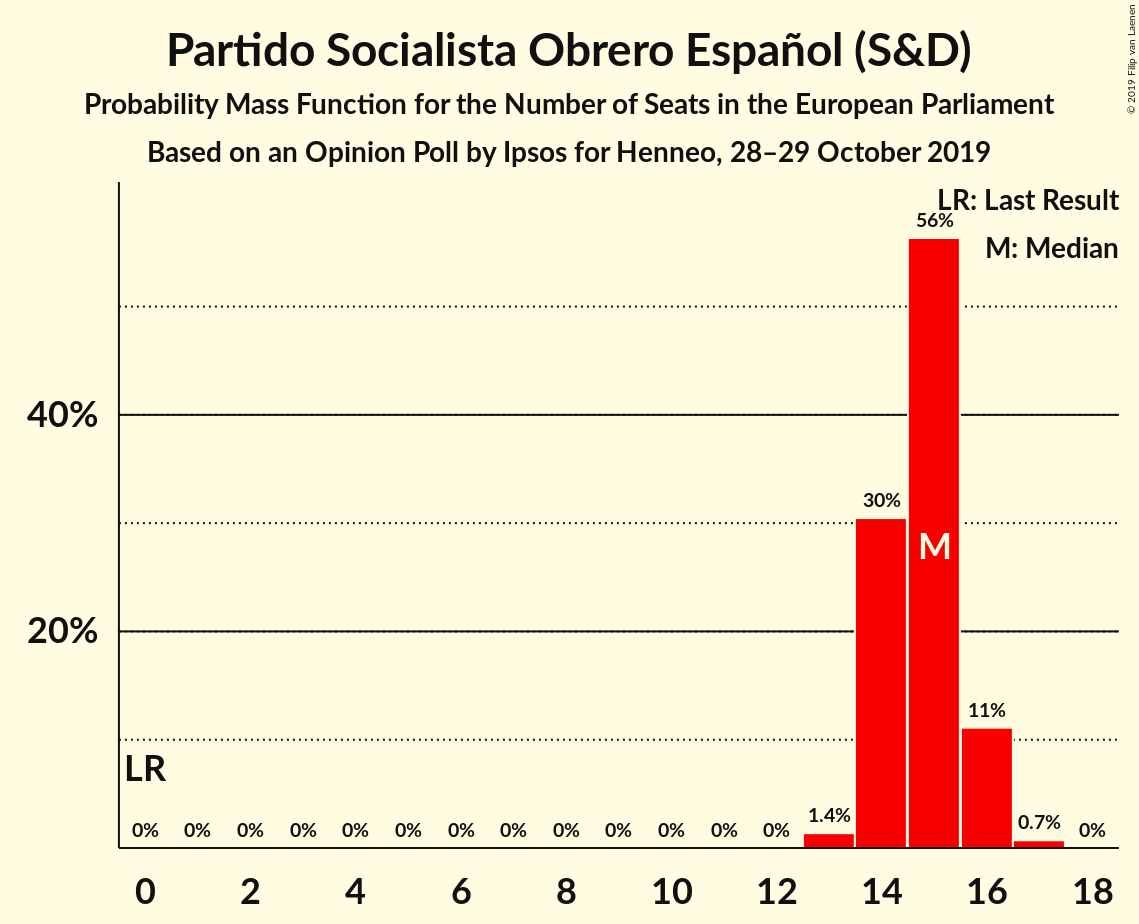 Partido Socialista Obrero Español (S&D)
Probability Mass Function for the Number of Seats in the European Parliament
Based on an Opinion Poll by Ipsos for Henneo, 28–29 October 2019
© 2019 Filip van Laenen
LR: Last Result
M: Median
56%
40%
30%
M
20%
11%
LR
0% 0% 0% 0% 0% 0% 0% 0% 0% 0% 0% 0% 0% 1.4% 0.7% 0%
0 2 4 6 8 10 12 14 16 18